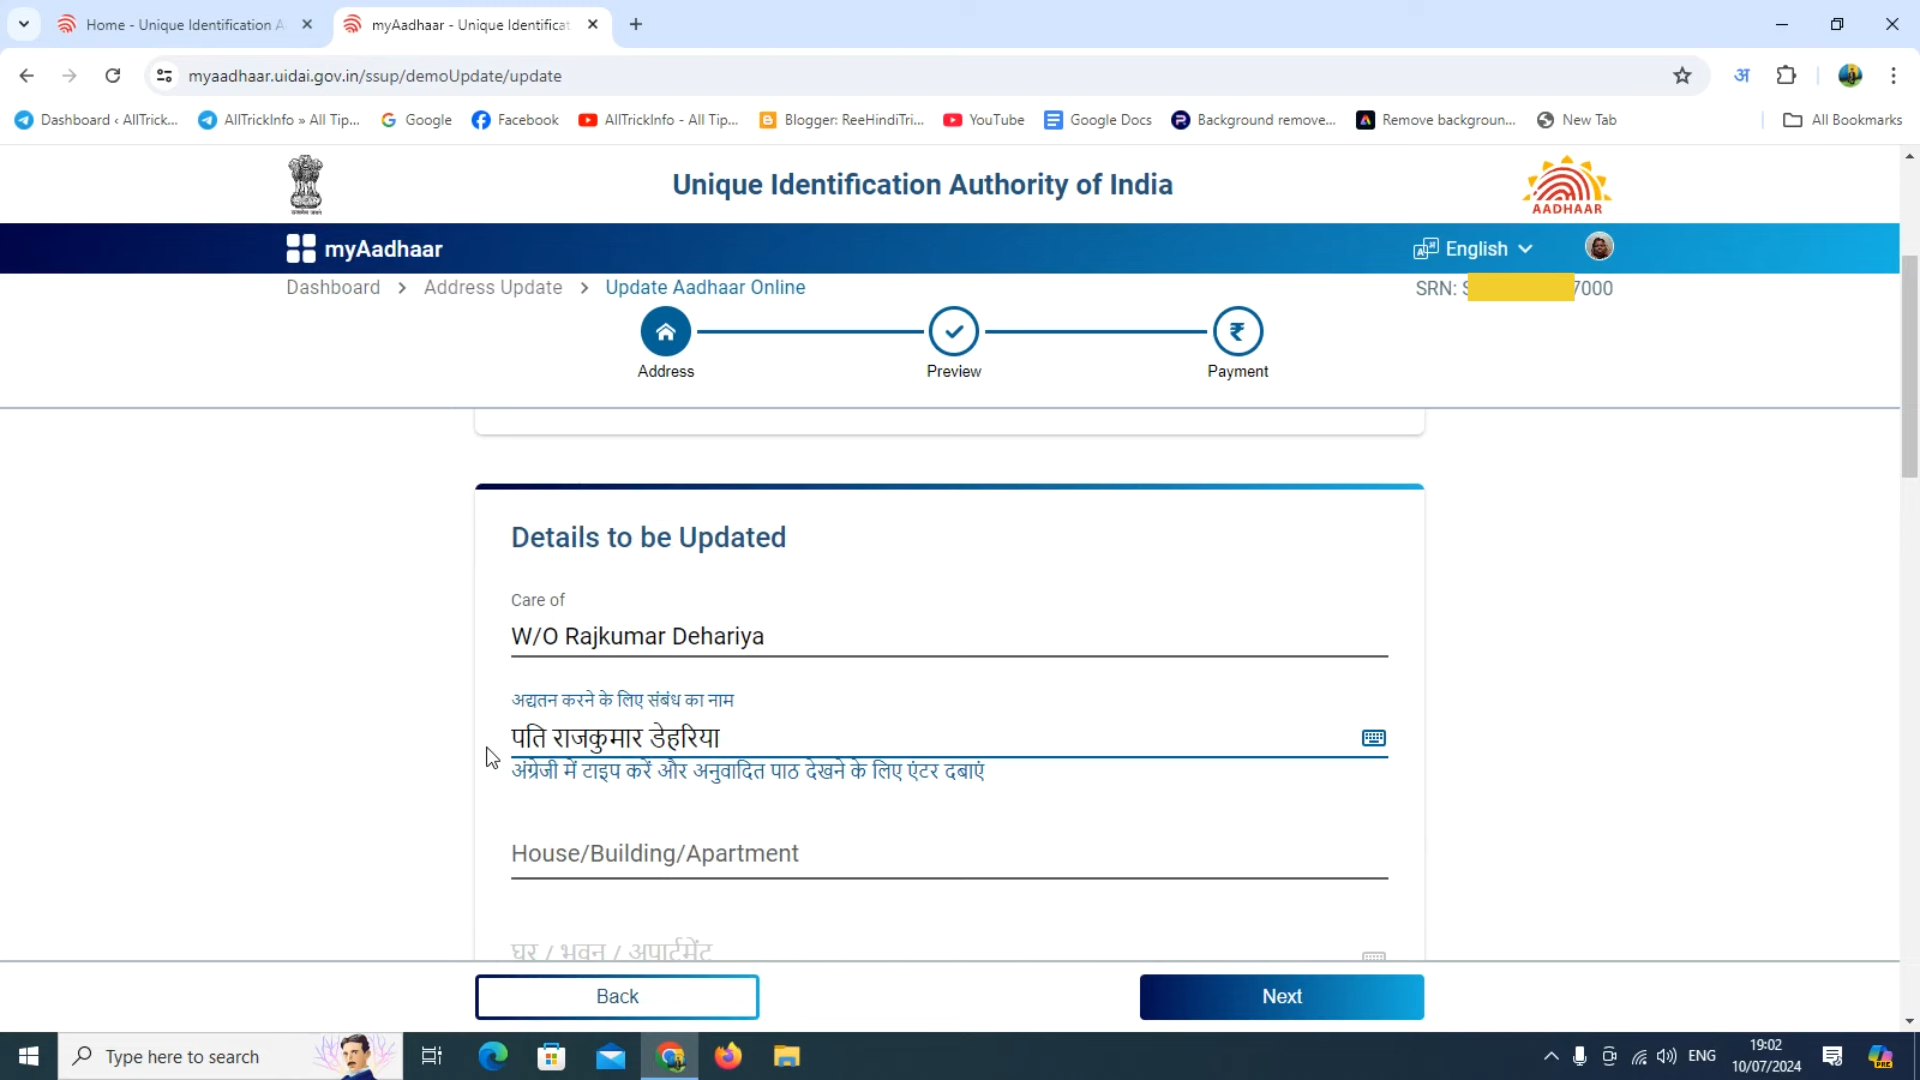 Home - Unique Identification A
myAadhaar - Unique Identificat
myaadhaar.uidai.gov.in/ssup/demoUpdate/update
अ
Dashboard ‹ AllTrick...
AllTrickInfo » All Tip...
Google
Facebook
AllTrickInfo - All Tip...
Blogger: ReeHindiTri...
YouTube
Google Docs
Background remove...
Remove backgroun...
New Tab
All Bookmarks
Unique Identification Authority of India
AADHAAR
myAadhaar
English
Dashboard > Address Update > Update Aadhaar Online
SRN: S 7000
₹
Address
Preview
Payment
Details to be Updated
Care of
W/O Rajkumar Dehariya
अद्यतन करने के लिए संबंध का नाम
पति राजकुमार डेहरिया
अंग्रेजी में टाइप करें और अनुवादित पाठ देखने के लिए एंटर दबाएं
House/Building/Apartment
घर / भवन / अपार्टमेंट
Back
Next
Type here to search
ENG
19:02
10/07/2024